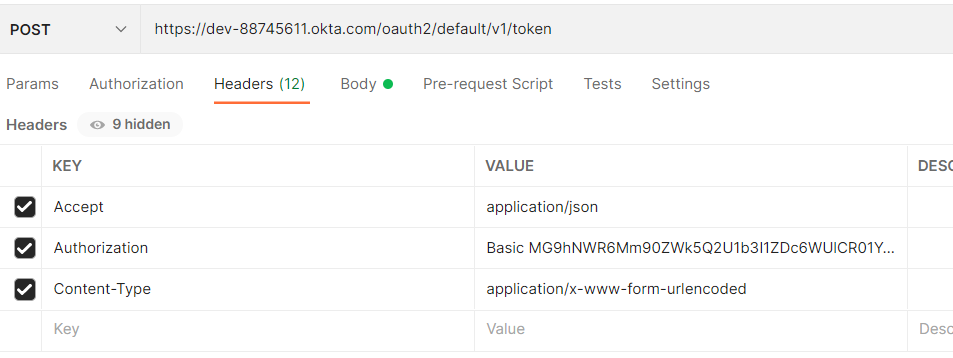 POST https://dev-88745611.okta.com/oauth2/default/v1/token
Params Authorization Headers (12) Body Pre-request Script Tests Settings
Headers 9 hidden
KEY VALUE DESC
Accept application/json
Authorization Basic MG9hNWR6Mm90ZWk5Q2U1b3I1ZDc6WUlCR01Y...
Content-Type application/x-www-form-urlencoded
Key Value Desc